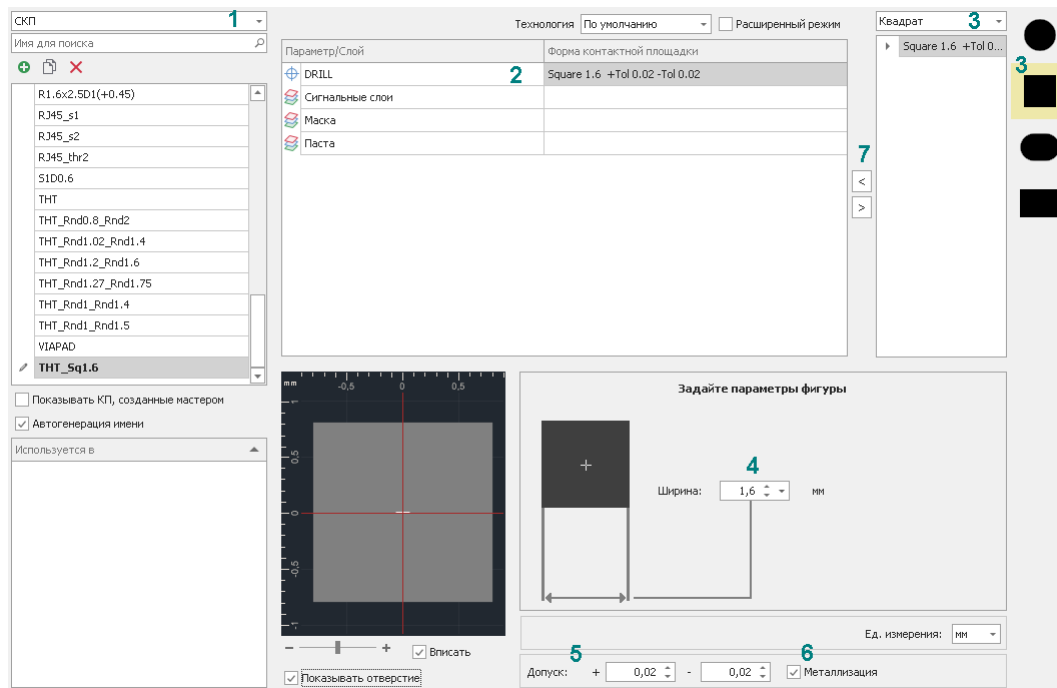 СКП 1
Имя для поиска
R1.6x2.5D1(+0.45)
RJ45_s1
RJ45_s2
RJ45_thr2
S1D0.6
THT
THT_Rnd0.8_Rnd2
THT_Rnd1.02_Rnd1.4
THT_Rnd1.2_Rnd1.6
THT_Rnd1.27_Rnd1.75
THT_Rnd1_Rnd1.4
THT_Rnd1_Rnd1.5
VIAPAD
THT_Sq1.6
Показывать КП, созданные мастером
Автогенерация имени
Используется в
Технология По умолчанию Расширенный режим
Параметр/Слой Форма контактной площадки
DRILL 2 Square 1.6 +Tol 0.02 -Tol 0.02
Сигнальные слои
Маска
Паста
7
<
>
Квадрат 3
Square 1.6 +Tol 0...
3
mm -0,5 0 0,5
-1
-0,5
0
-0,5
-1
- + Вписать
Показывать отверстие
Задайте параметры фигуры
4
Ширина: 1,6 мм
Ед. измерения: мм
5 6
Допуск: + 0,02 - 0,02 Металлизация